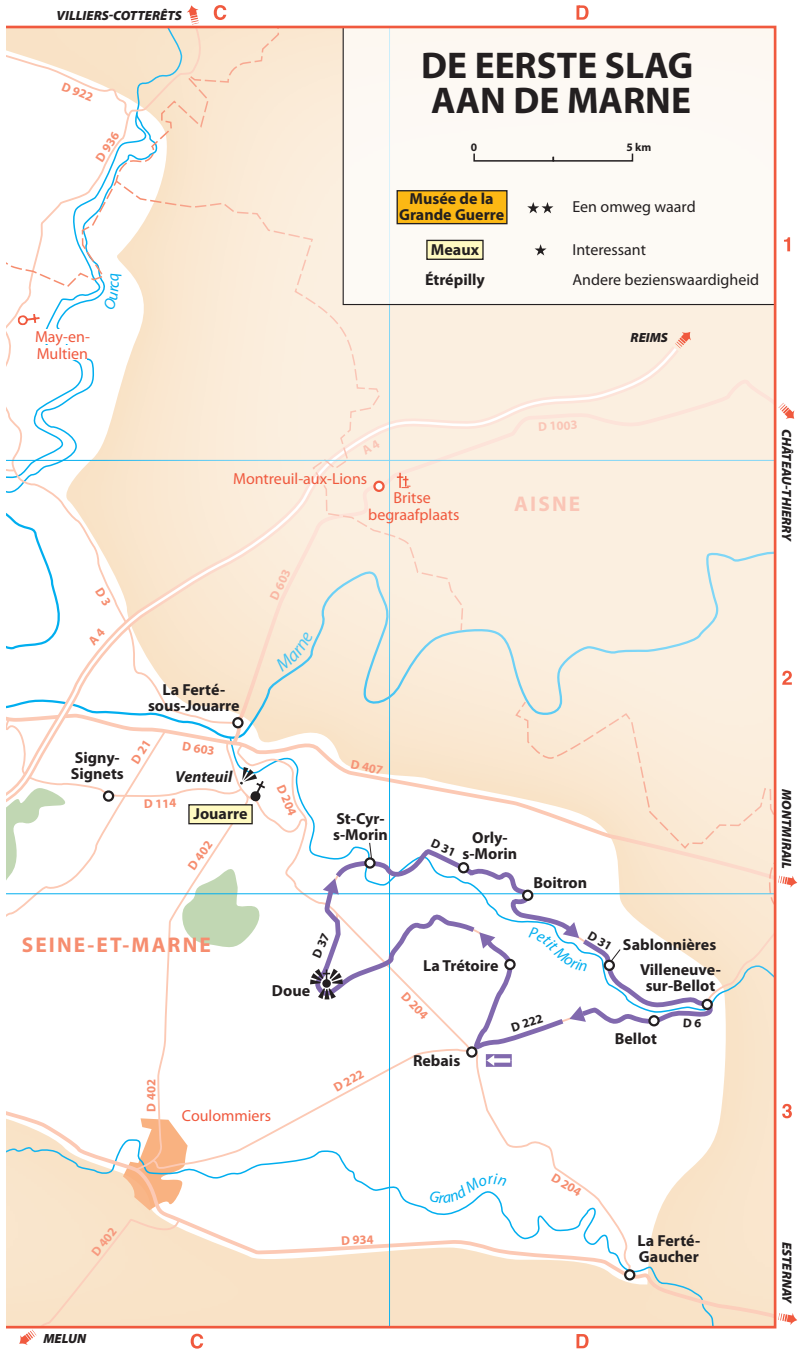 VILLIERS-COTTERÊTS
C
D
DE EERSTE SLAG
AAN DE MARNE
0
5 km
Musée de la
Grande Guerre
★★
Een omweg waard
Meaux
★
Interessant
Étrépilly
Andere bezienswaardigheid
1
D 922
D 936
Ourcq
May-en-
Multien
REIMS
A 4
D 1003
CHÂTEAU-THIERRY
Montreuil-aux-Lions
Britse
begraafplaats
AISNE
D 3
D 603
A 4
Marne
2
La Ferté-
sous-Jouarre
D 21
D 603
Signy-
Signets
Venteuil
D 407
D 114
D 204
Jouarre
MONTMIRAIL
St-Cyr-
s-Morin
D 31
Orly-
s-Morin
D 402
Boitron
SEINE-ET-MARNE
D 37
Petit Morin
D 31
Sablonnières
La Trétoire
Villeneuve-
sur-Bellot
Doue
D 204
D 222
D 6
Bellot
Rebais
D 222
D 402
Coulommiers
3
Grand Morin
D 204
D 402
D 934
La Ferté-
Gaucher
ESTERNAY
MELUN
C
D